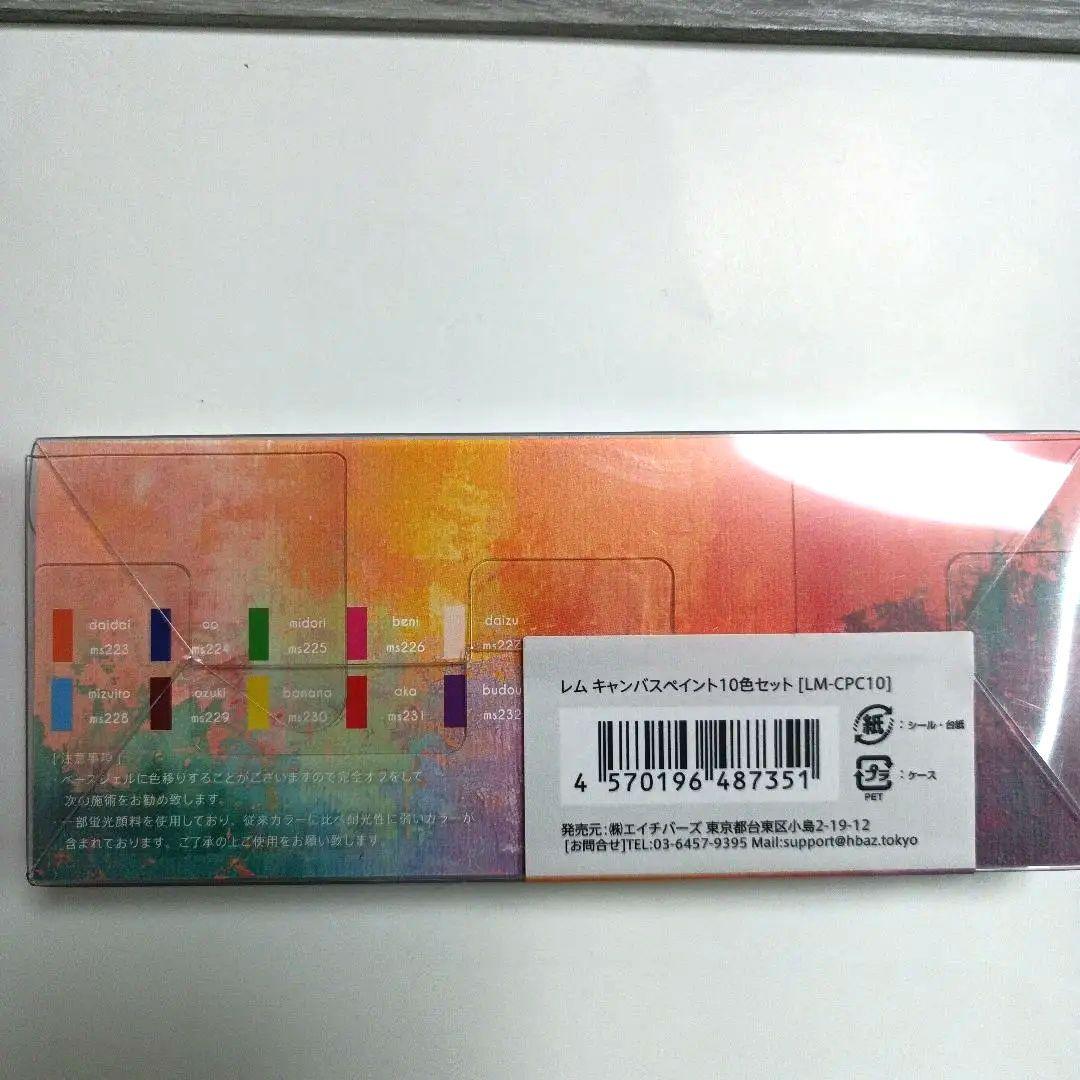 daidai ao midori beni daizu
ms223 ms224 ms225 ms226 ms227
mizuiro azuki banana aka budou
ms228 ms229 ms230 ms231 ms232
[注意事項]
・ベースジェルに色移りすることがございますので完全オフをして
次の施術をお勧め致します。
・一部蛍光顔料を使用しており、従来カラーに比べ耐光性に弱いカラーが
含まれております、ご了承の上ご使用をお願い致します。
レム キャンバスペイント10色セット [LM-CPC10]
紙 : シール・台紙
プラ : ケース
PET
4 570196 487351
発売元 : ㈱エイチバーズ 東京都台東区小島2-19-12
[お問合せ]TEL:03-6457-9395 Mail:support@hbaz.tokyo